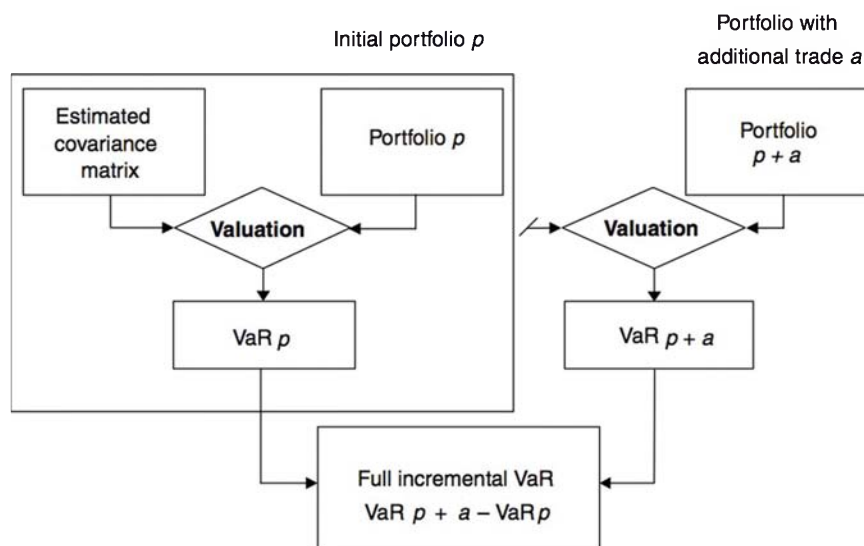 Initial portfolio p
Portfolio with
additional trade a
Estimated
covariance
matrix
Portfolio p
Portfolio
p + a
Valuation
Valuation
VaR p
VaR p + a
Full incremental VaR
VaR p + a – VaRp